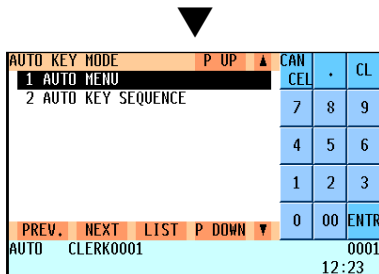 AUTO KEY MODE P UP ▲
1 AUTO MENU
2 AUTO KEY SEQUENCE
PREV. NEXT LIST P DOWN ▼
CAN CEL . CL
7 8 9
4 5 6
1 2 3
0 00 ENTR
AUTO CLERK0001 0001
12:23